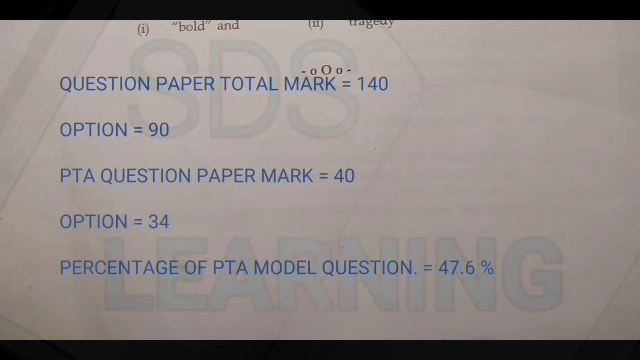 (i) "bold" and (ii) tragedy
- o O o -
QUESTION PAPER TOTAL MARK = 140
OPTION = 90
PTA QUESTION PAPER MARK = 40
OPTION = 34
PERCENTAGE OF PTA MODEL QUESTION. = 47.6 %
SDS
LEARNING